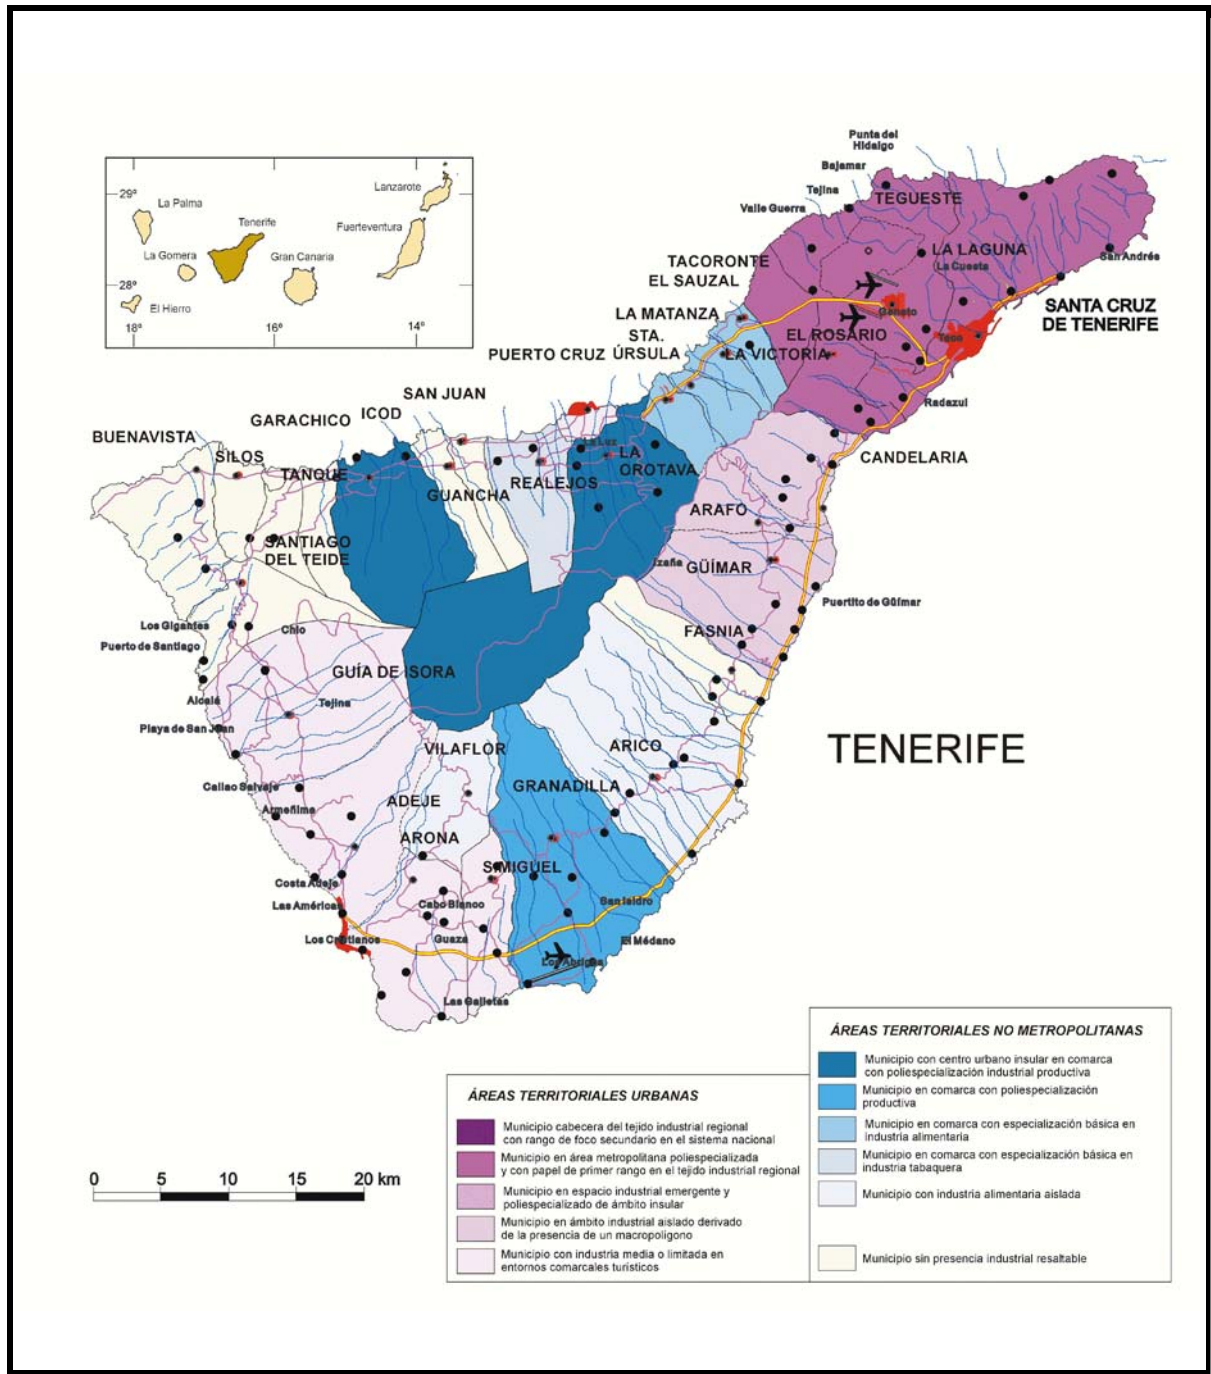 Punta del
Hidalgo
Bajamar
Tejina
Valle Guerra
TEGUESTE
LA LAGUNA
La Cuesta
San Andrés
TACORONTE
EL SAUZAL
SANTA CRUZ
DE TENERIFE
LA MATANZA
Geneto
EL ROSARIO
Taco
STA.
ÚRSULA
LA VICTORIA
PUERTO CRUZ
Radazul
SAN JUAN
ICOD
GARACHICO
BUENAVISTA
SILOS
TANQUE
La Luz
LA
OROTAVA
CANDELARIA
REALEJOS
GUANCHA
ARAFO
SANTIAGO
DEL TEIDE
Izaña
GÜÍMAR
Puertito de Güímar
Los Gigantes
Chio
FASNIA
Puerto de Santiago
GUÍA DE ISORA
Alcalá
Tejina
Playa de San Juan
VILAFLOR
ARICO
TENERIFE
Callao Salvaje
GRANADILLA
Armeñime
ADEJE
ARONA
S.MIGUEL
Costa Adeje
Las Américas
Cabo Blanco
San Isidro
Los Cristianos
Guaza
El Médano
Los Abrigos
Las Galletas
29º
28º
18º
16º
14º
La Palma
La Gomera
El Hierro
Tenerife
Gran Canaria
Fuerteventura
Lanzarote
0
5
10
15
20 km
ÁREAS TERRITORIALES URBANAS
Municipio cabecera del tejido industrial regional
con rango de foco secundario en el sistema nacional
Municipio en área metropolitana poliespecializada
y con papel de primer rango en el tejido industrial regional
Municipio en espacio industrial emergente y
poliespecializado de ámbito insular
Municipio en ámbito industrial aislado derivado
de la presencia de un macropolígono
Municipio con industria media o limitada en
entornos comarcales turísticos
ÁREAS TERRITORIALES NO METROPOLITANAS
Municipio con centro urbano insular en comarca
con poliespecialización industrial productiva
Municipio en comarca con poliespecialización
productiva
Municipio en comarca con especialización básica en
industria alimentaria
Municipio en comarca con especialización básica en
industria tabaquera
Municipio con industria alimentaria aislada
Municipio sin presencia industrial resaltable